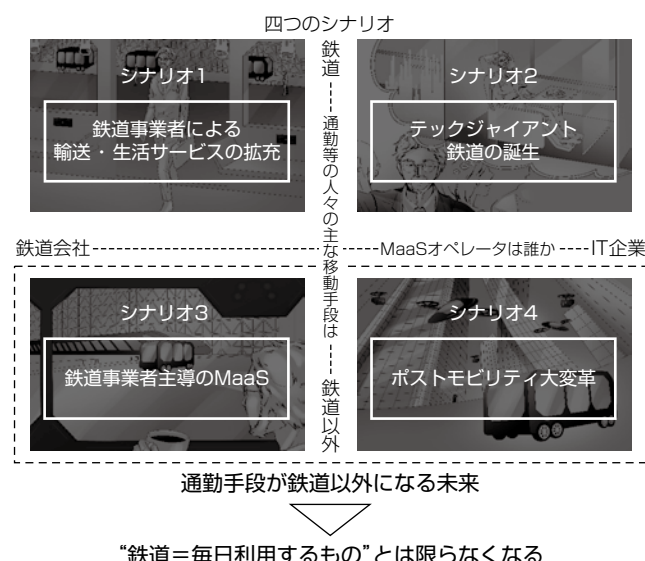 四つのシナリオ
鉄道
シナリオ1
鉄道事業者による
輸送・生活サービスの拡充
シナリオ2
テックジャイアント
鉄道の誕生
通勤等の人々の主な移動手段は
鉄道会社
MaaSオペレータは誰か
IT企業
シナリオ3
鉄道事業者主導のMaaS
シナリオ4
ポストモビリティ大変革
鉄道以外
通勤手段が鉄道以外になる未来
“鉄道=毎日利用するもの”とは限らなくなる